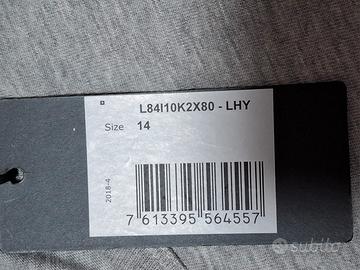 L84I10K2X80 - LHY
Size 14
2018-4
7 613395 564557
subito